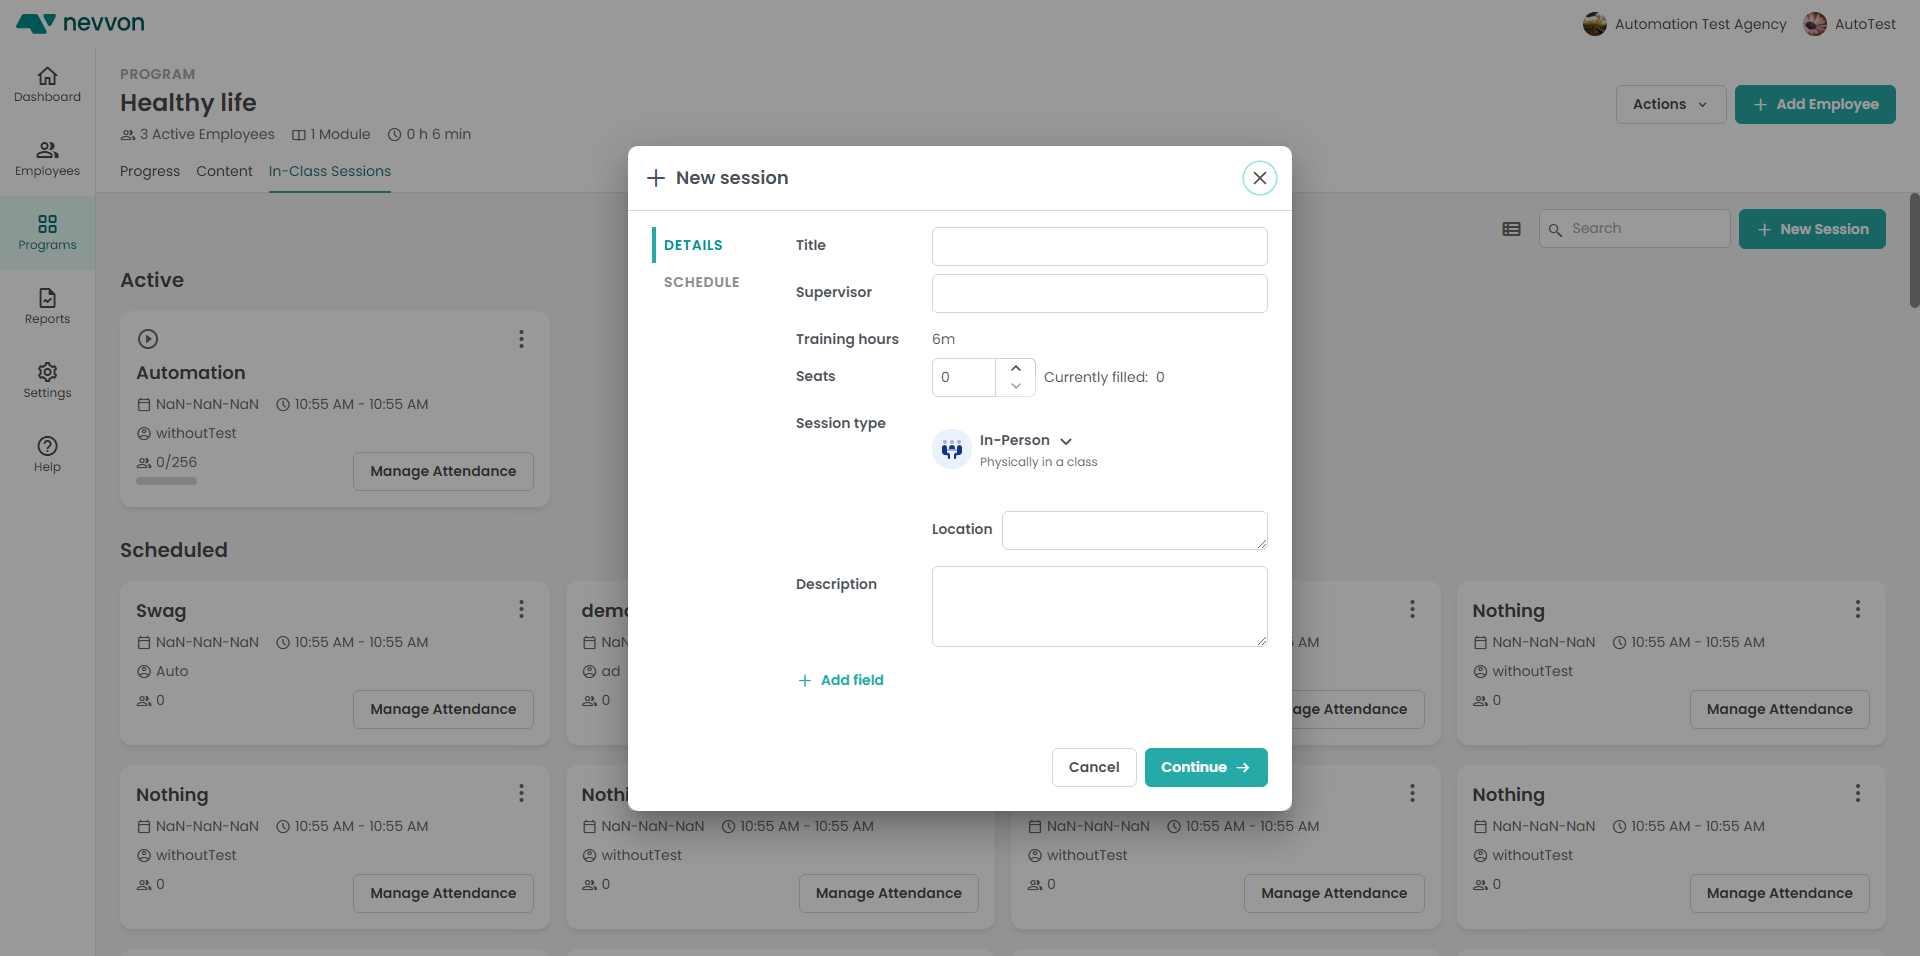 nevvon
Automation Test Agency
AutoTest
Dashboard
Employees
Programs
Reports
Settings
Help
PROGRAM
Healthy life
3 Active Employees 1 Module 0 h 6 min
Actions
Add Employee
Progress Content In-Class Sessions
Search
New Session
Active
Automation
NaN-NaN-NaN 10:55 AM - 10:55 AM
withoutTest
0/256
Manage Attendance
Scheduled
Swag
NaN-NaN-NaN 10:55 AM - 10:55 AM
Auto
0
Manage Attendance
NaN
ad
0
AM
Nothing
NaN-NaN-NaN 10:55 AM - 10:55 AM
withoutTest
0
Manage Attendance
Nothing
NaN-NaN-NaN 10:55 AM - 10:55 AM
withoutTest
0
Manage Attendance
NaN-NaN-NaN 10:55 AM - 10:55 AM
withoutTest
0
Manage Attendance
NaN-NaN-NaN 10:55 AM - 10:55 AM
withoutTest
0
Manage Attendance
Nothing
NaN-NaN-NaN 10:55 AM - 10:55 AM
withoutTest
0
Manage Attendance
New session
DETAILS
SCHEDULE
Title
Supervisor
Training hours 6m
Seats 0 Currently filled: 0
Session type
In-Person
Physically in a class
Location
Description
Add field
Cancel
Continue